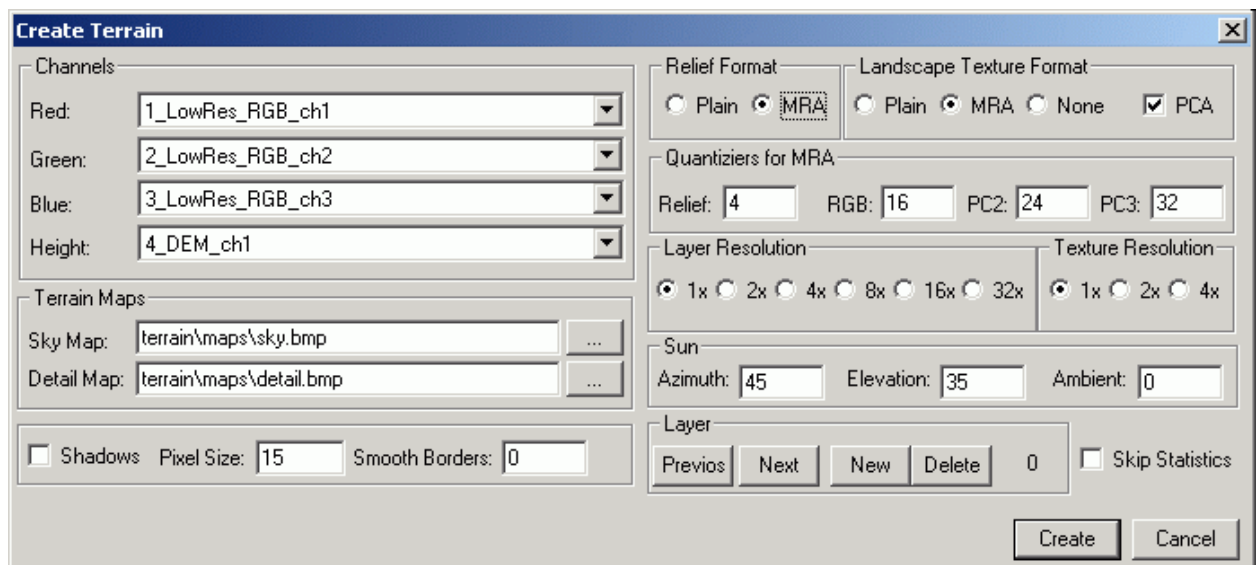 Create Terrain
Channels
Red: 1_LowRes_RGB_ch1
Green: 2_LowRes_RGB_ch2
Blue: 3_LowRes_RGB_ch3
Height: 4_DEM_ch1
Terrain Maps
Sky Map: terrain\maps\sky.bmp ...
Detail Map: terrain\maps\detail.bmp ...
Shadows Pixel Size: 15 Smooth Borders: 0
Relief Format
Plain MRA
Landscape Texture Format
Plain MRA None PCA
Quantiziers for MRA
Relief: 4 RGB: 16 PC2: 24 PC3: 32
Layer Resolution
1x 2x 4x 8x 16x 32x
Texture Resolution
1x 2x 4x
Sun
Azimuth: 45 Elevation: 35 Ambient: 0
Layer
Previos Next New Delete 0
Skip Statistics
Create Cancel